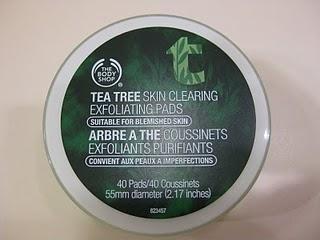 THE
BODY
SHOP®
t
TEA TREE SKIN CLEARING
EXFOLIATING PADS
SUITABLE FOR BLEMISHED SKIN
ARBRE A THE COUSSINETS
EXFOLIANTS PURIFIANTS
CONVIENT AUX PEAUX A IMPERFECTIONS
40 Pads/40 Coussinets
55mm diameter (2.17 inches)
823457